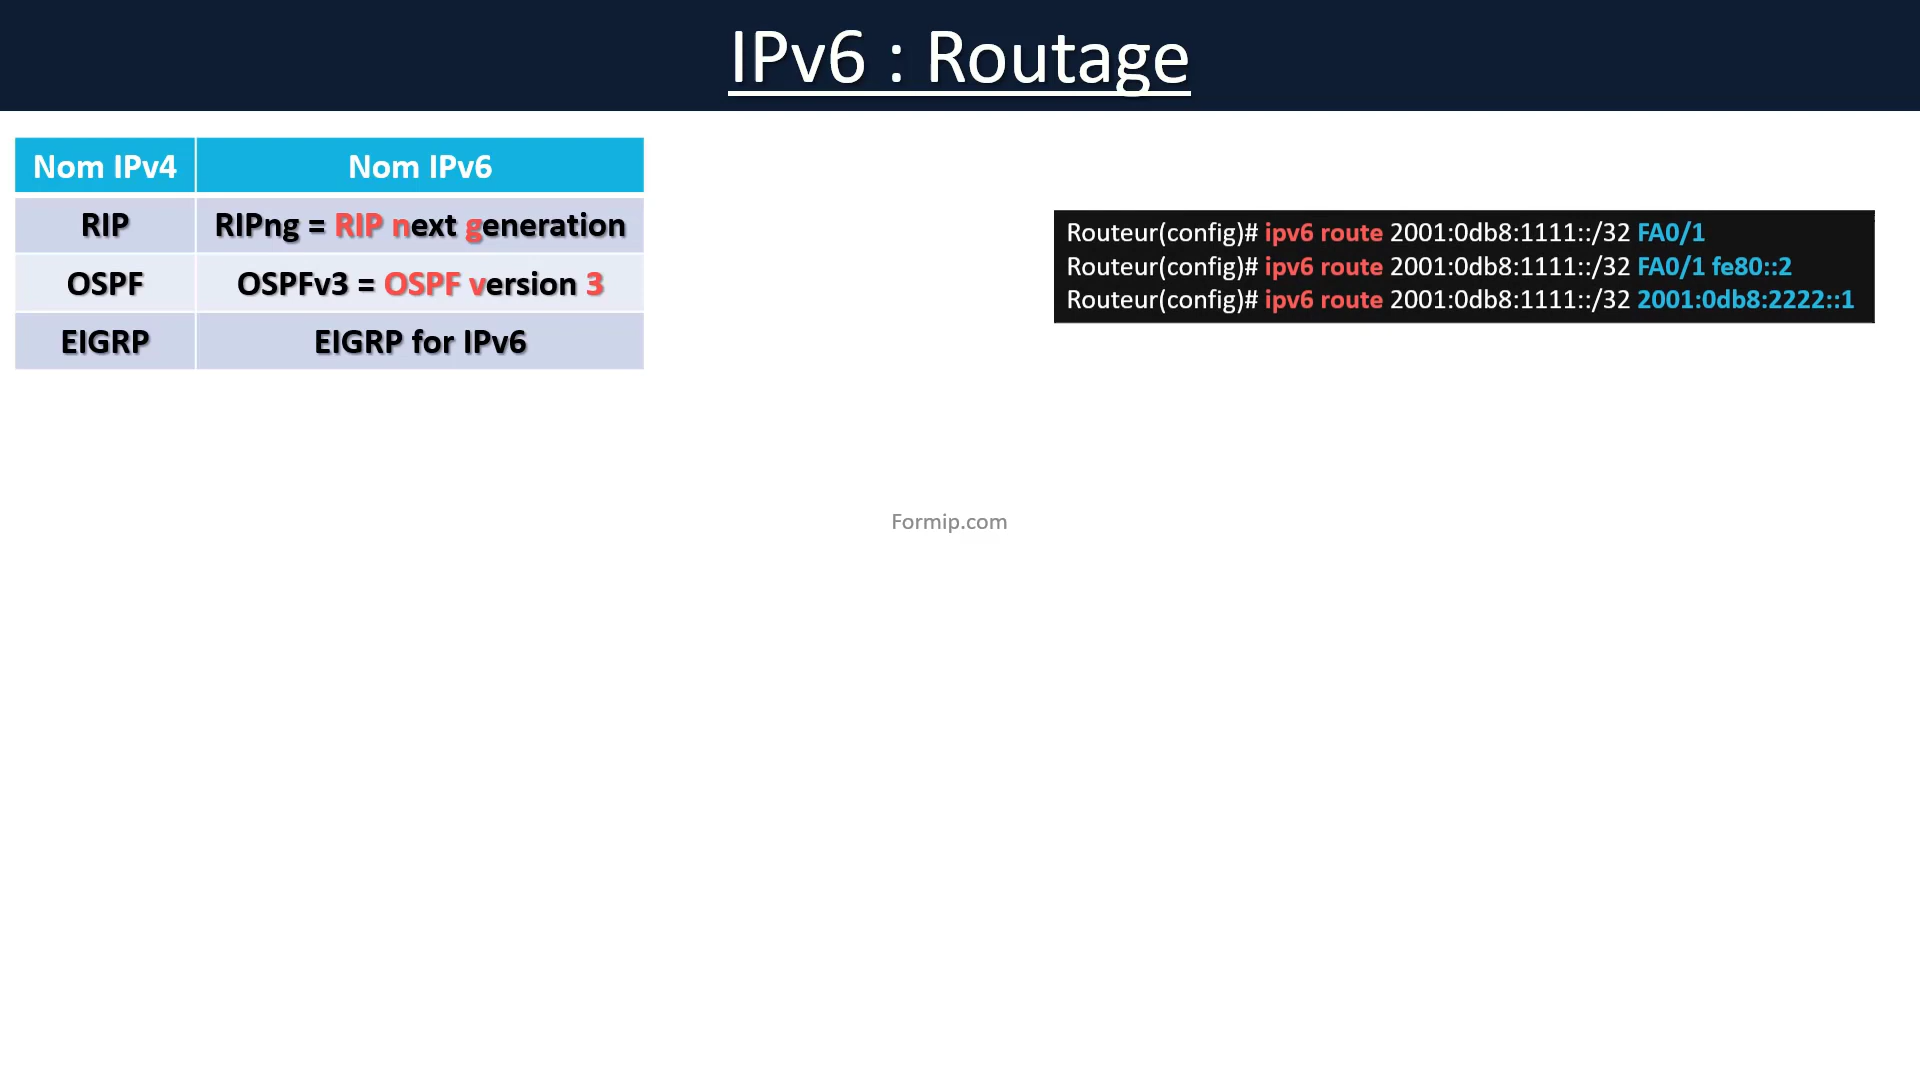 IPv6 : Routage
Nom IPv4 Nom IPv6
RIP RIPng = RIP next generation
OSPF OSPFv3 = OSPF version 3
EIGRP EIGRP for IPv6
Routeur(config)# ipv6 route 2001:0db8:1111::/32 FA0/1
Routeur(config)# ipv6 route 2001:0db8:1111::/32 FA0/1 fe80::2
Routeur(config)# ipv6 route 2001:0db8:1111::/32 2001:0db8:2222::1
Formip.com